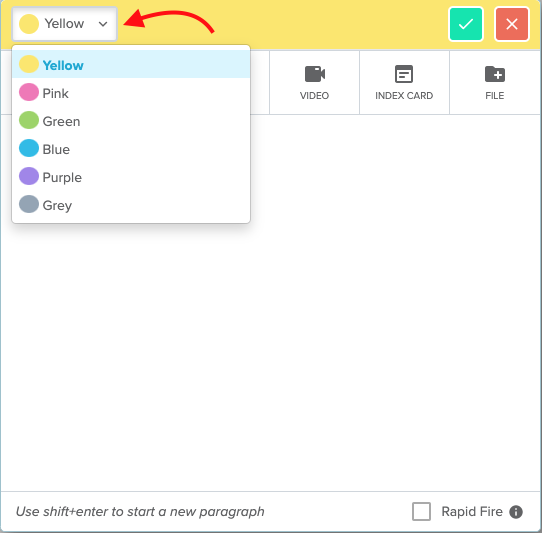 Yellow
Yellow
Pink
Green
Blue
Purple
Grey
VIDEO
INDEX CARD
FILE
Use shift+enter to start a new paragraph
Rapid Fire